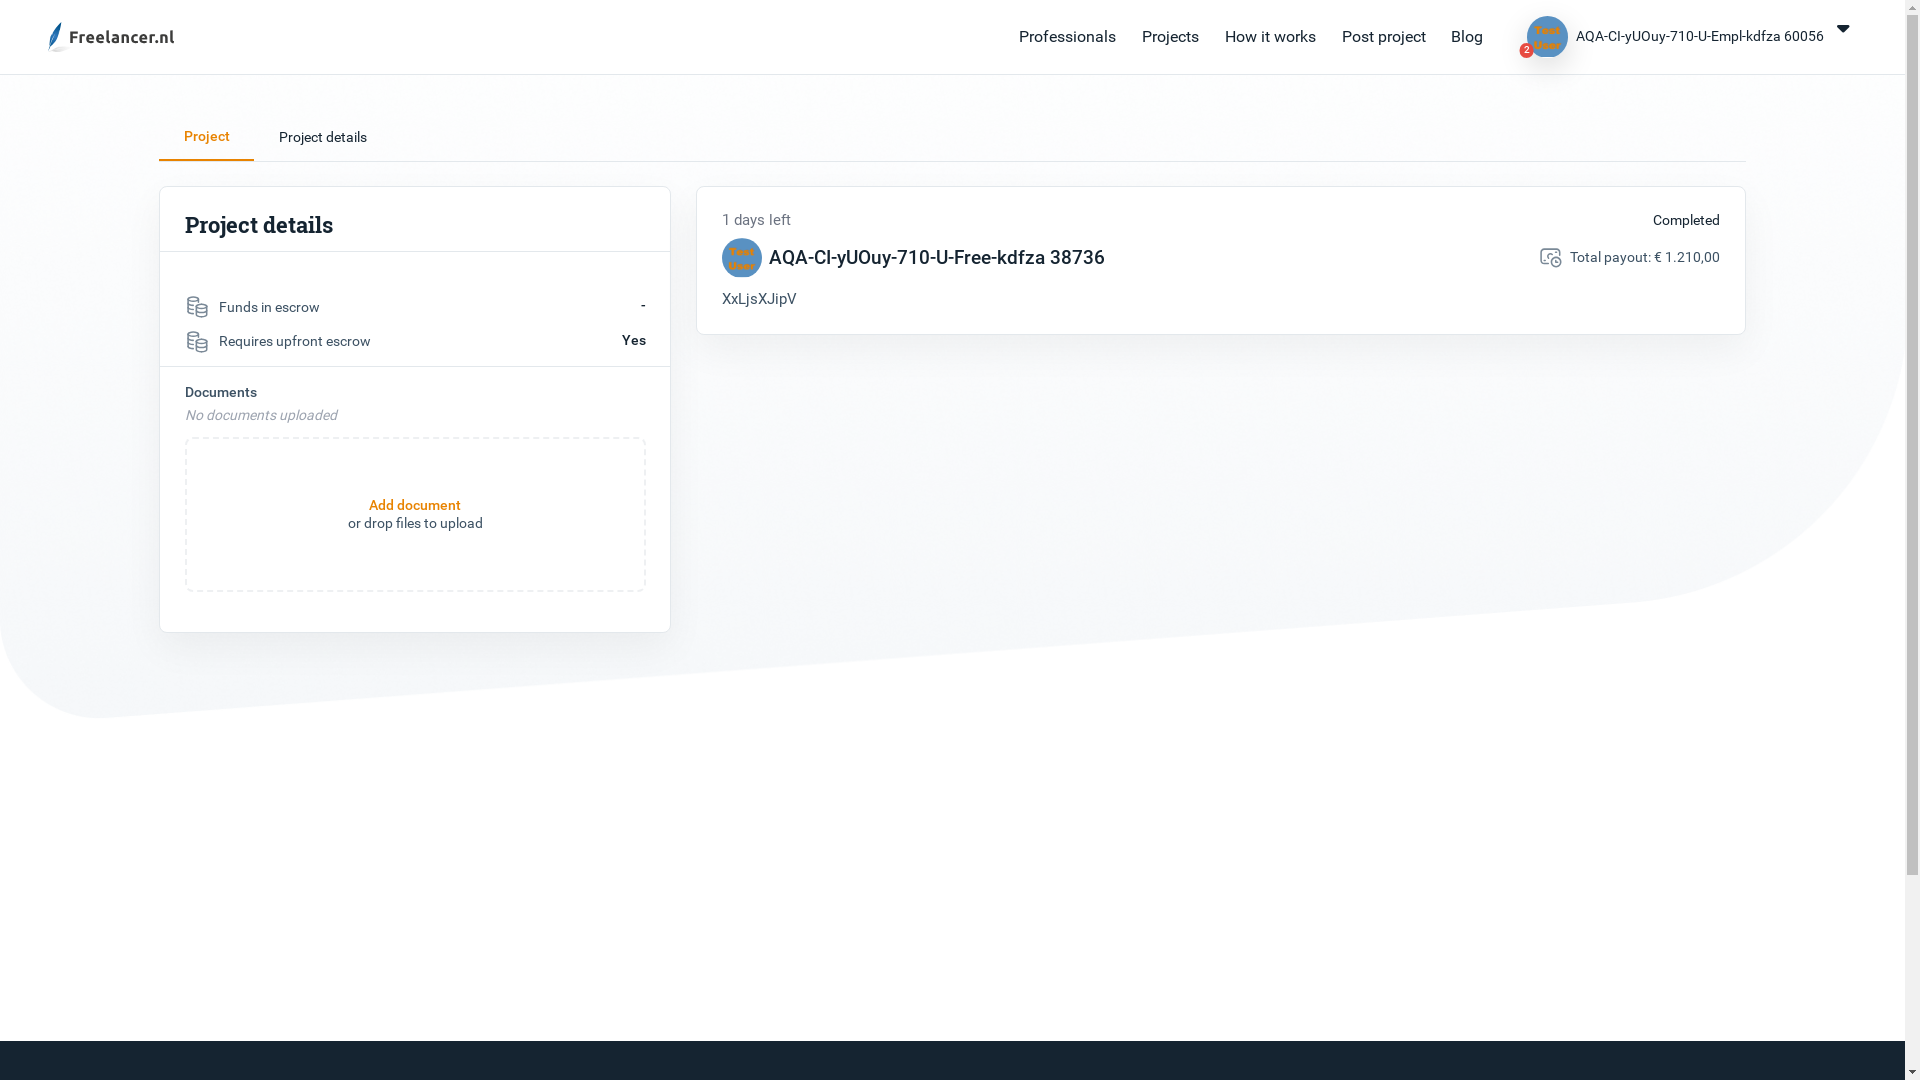 Freelancer.nl
Professionals
Projects
How it works
Post project
Blog
Test
User
2
AQA-CI-yUOuy-710-U-Empl-kdfza 60056
Project
Project details
Project details
Funds in escrow
-
Requires upfront escrow
Yes
Documents
No documents uploaded
Add document
or drop files to upload
1 days left
Completed
Test
User
AQA-CI-yUOuy-710-U-Free-kdfza 38736
Total payout: € 1.210,00
XxLjsXJipV